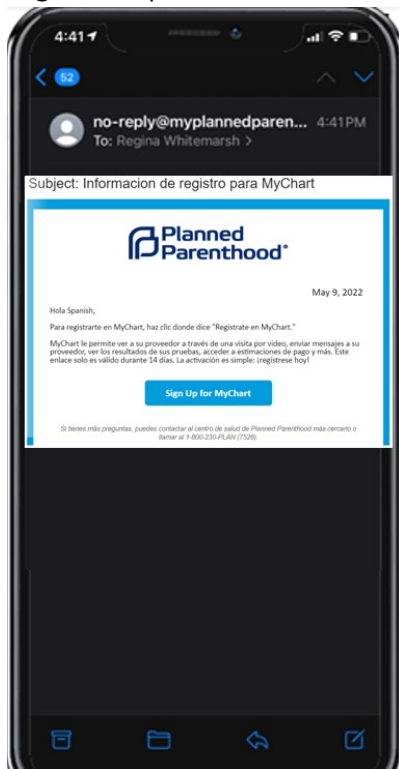 4:41
52
no-reply@myplannedparen... 4:41PM
To: Regina Whitemarsh >
Subject: Informacion de registro para MyChart
Planned
Parenthood®
May 9, 2022
Hola Spanish,
Para registrarte en MyChart, haz clic donde dice "Registrate en MyChart."
MyChart le permite ver a su proveedor a través de una visita por video, enviar mensajes a su
proveedor, ver los resultados de sus pruebas, acceder a estimaciones de pago y más. Este
enlace solo es válido durante 14 días. La activación es simple: ¡regístrese hoy!
Sign Up for MyChart
Si tienes más preguntas, puedes contactar al centro de salud de Planned Parenthood más cercano o
llamar al 1-800-230-PLAN (7526).